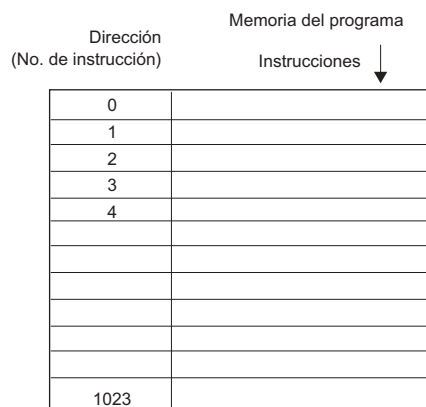 Memoria del programa
Dirección
(No. de instrucción)
Instrucciones
0
1
2
3
4
1023